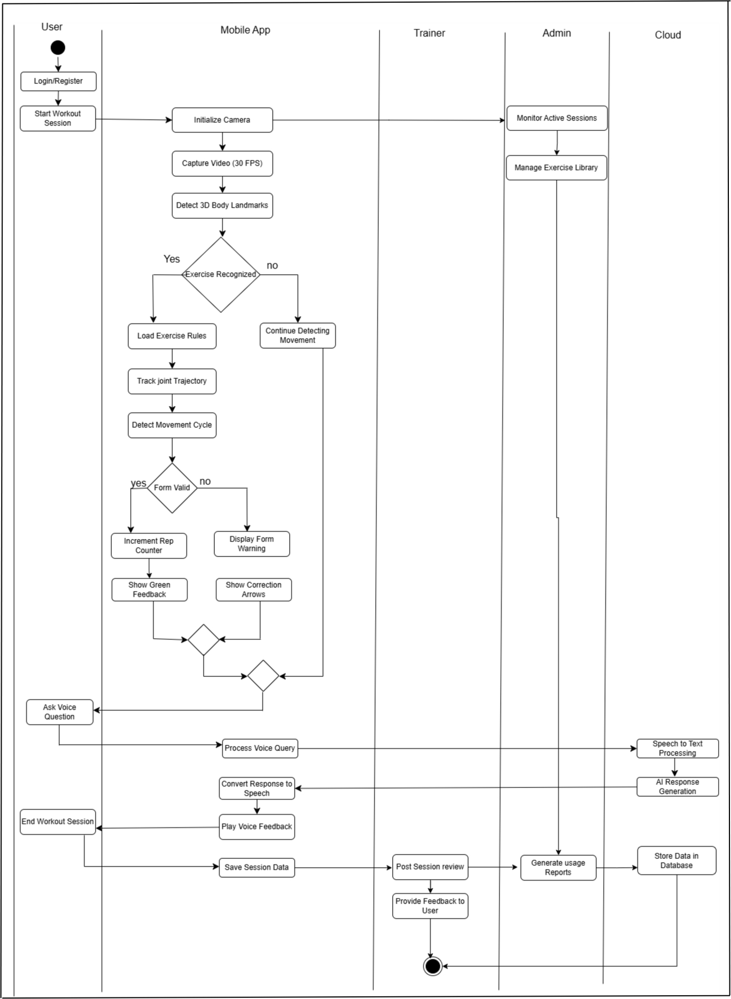 User
Mobile App
Trainer
Admin
Cloud
Login/Register
Start Workout
Session
Initialize Camera
Monitor Active Sessions
Capture Video (30 FPS)
Manage Exercise Library
Detect 3D Body Landmarks
Yes
no
Exercise Recognized
Load Exercise Rules
Continue Detecting
Movement
Track joint Trajectory
Detect Movement Cycle
yes
no
Form Valid
Increment Rep
Counter
Display Form
Warning
Show Green
Feedback
Show Correction
Arrows
Ask Voice
Question
Process Voice Query
Speech to Text
Processing
Convert Response to
Speech
AI Response
Generation
End Workout Session
Play Voice Feedback
Save Session Data
Post Session review
Generate usage
Reports
Store Data in
Database
Provide Feedback to
User